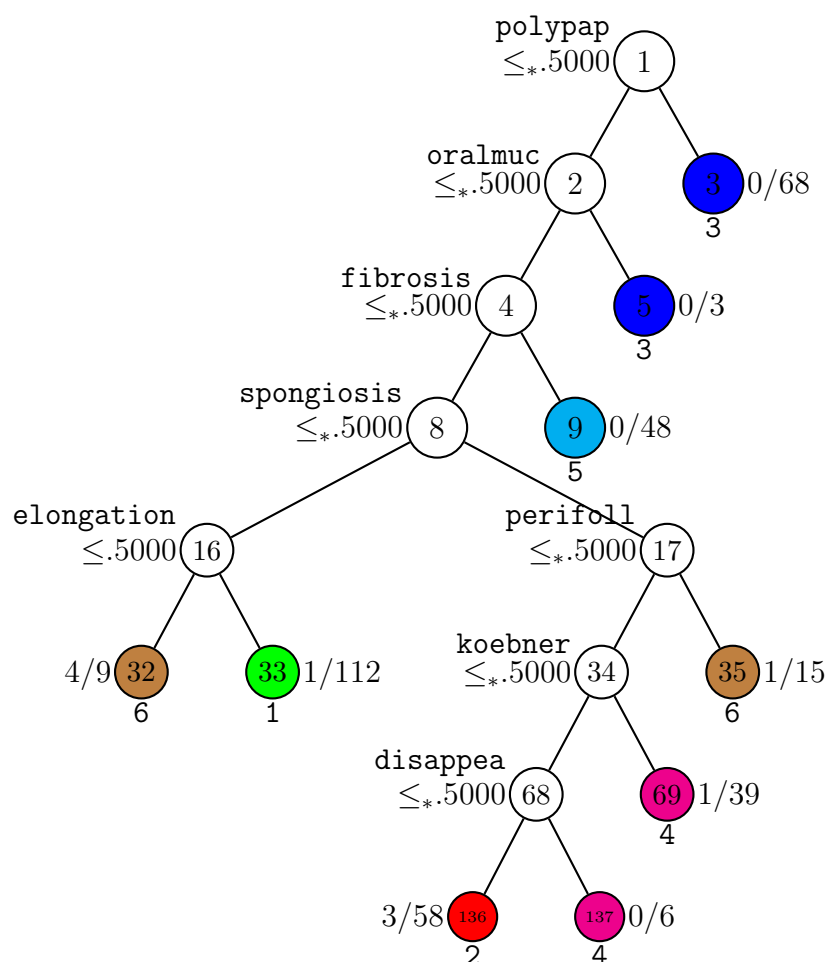 polypap
≤*.5000 1
oralmuc
≤*.5000 2 3 0/68
3
fibrosis
≤*.5000 4 5 0/3
3
spongiosis
≤*.5000 8 9 0/48
5
elongation perifoll
≤.5000 16 ≤*.5000 17
koebner
4/9 32 33 1/112 ≤*.5000 34 35 1/15
6 1 6
disappea
≤*.5000 68 69 1/39
4
3/58 136 137 0/6
2 4